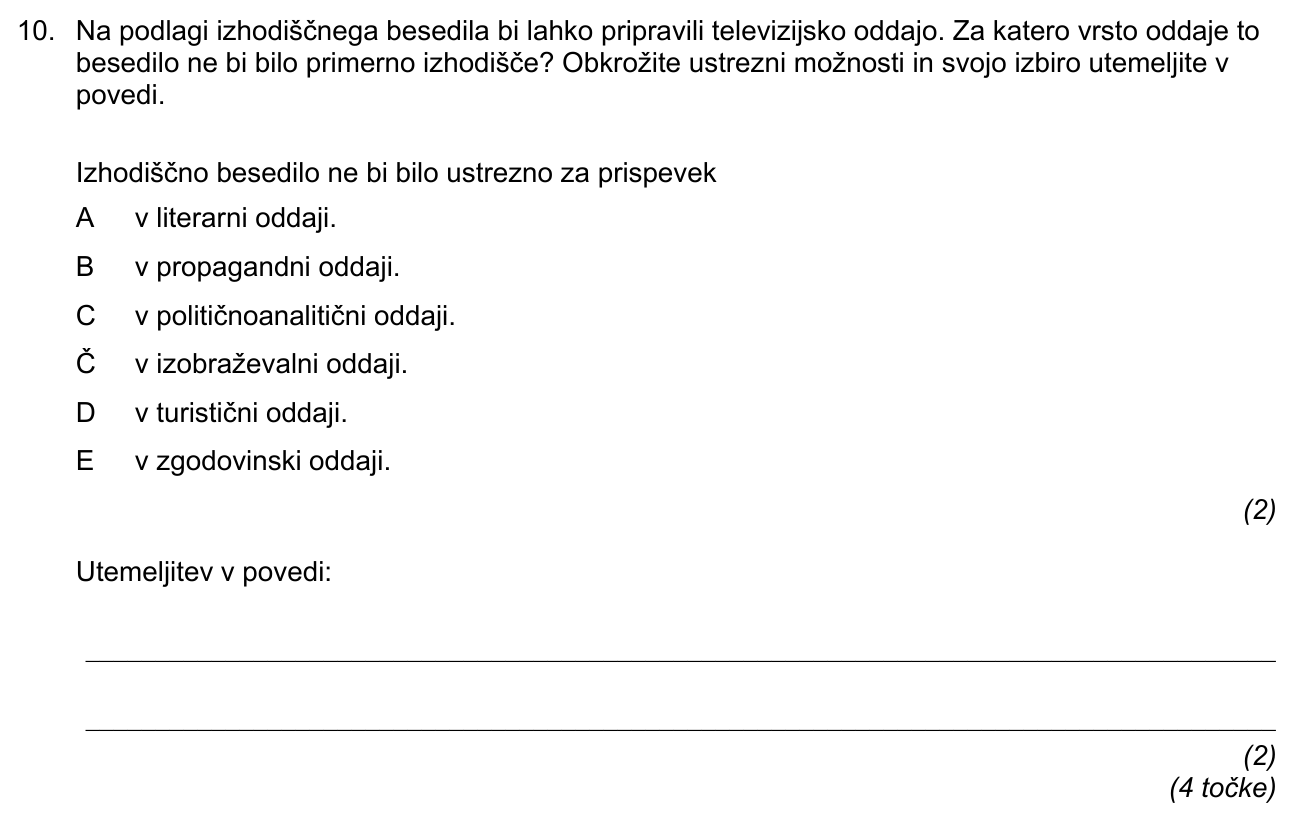 10. Na podlagi izhodiščnega besedila bi lahko pripravili televizijsko oddajo. Za katero vrsto oddaje to
besedilo ne bi bilo primerno izhodišče? Obkrožite ustrezni možnosti in svojo izbiro utemeljite v
povedi.
Izhodiščno besedilo ne bi bilo ustrezno za prispevek
A v literarni oddaji.
B v propagandni oddaji.
C v političnoanalitični oddaji.
Č v izobraževalni oddaji.
D v turistični oddaji.
E v zgodovinski oddaji.
(2)
Utemeljitev v povedi:
(2)
(4 točke)